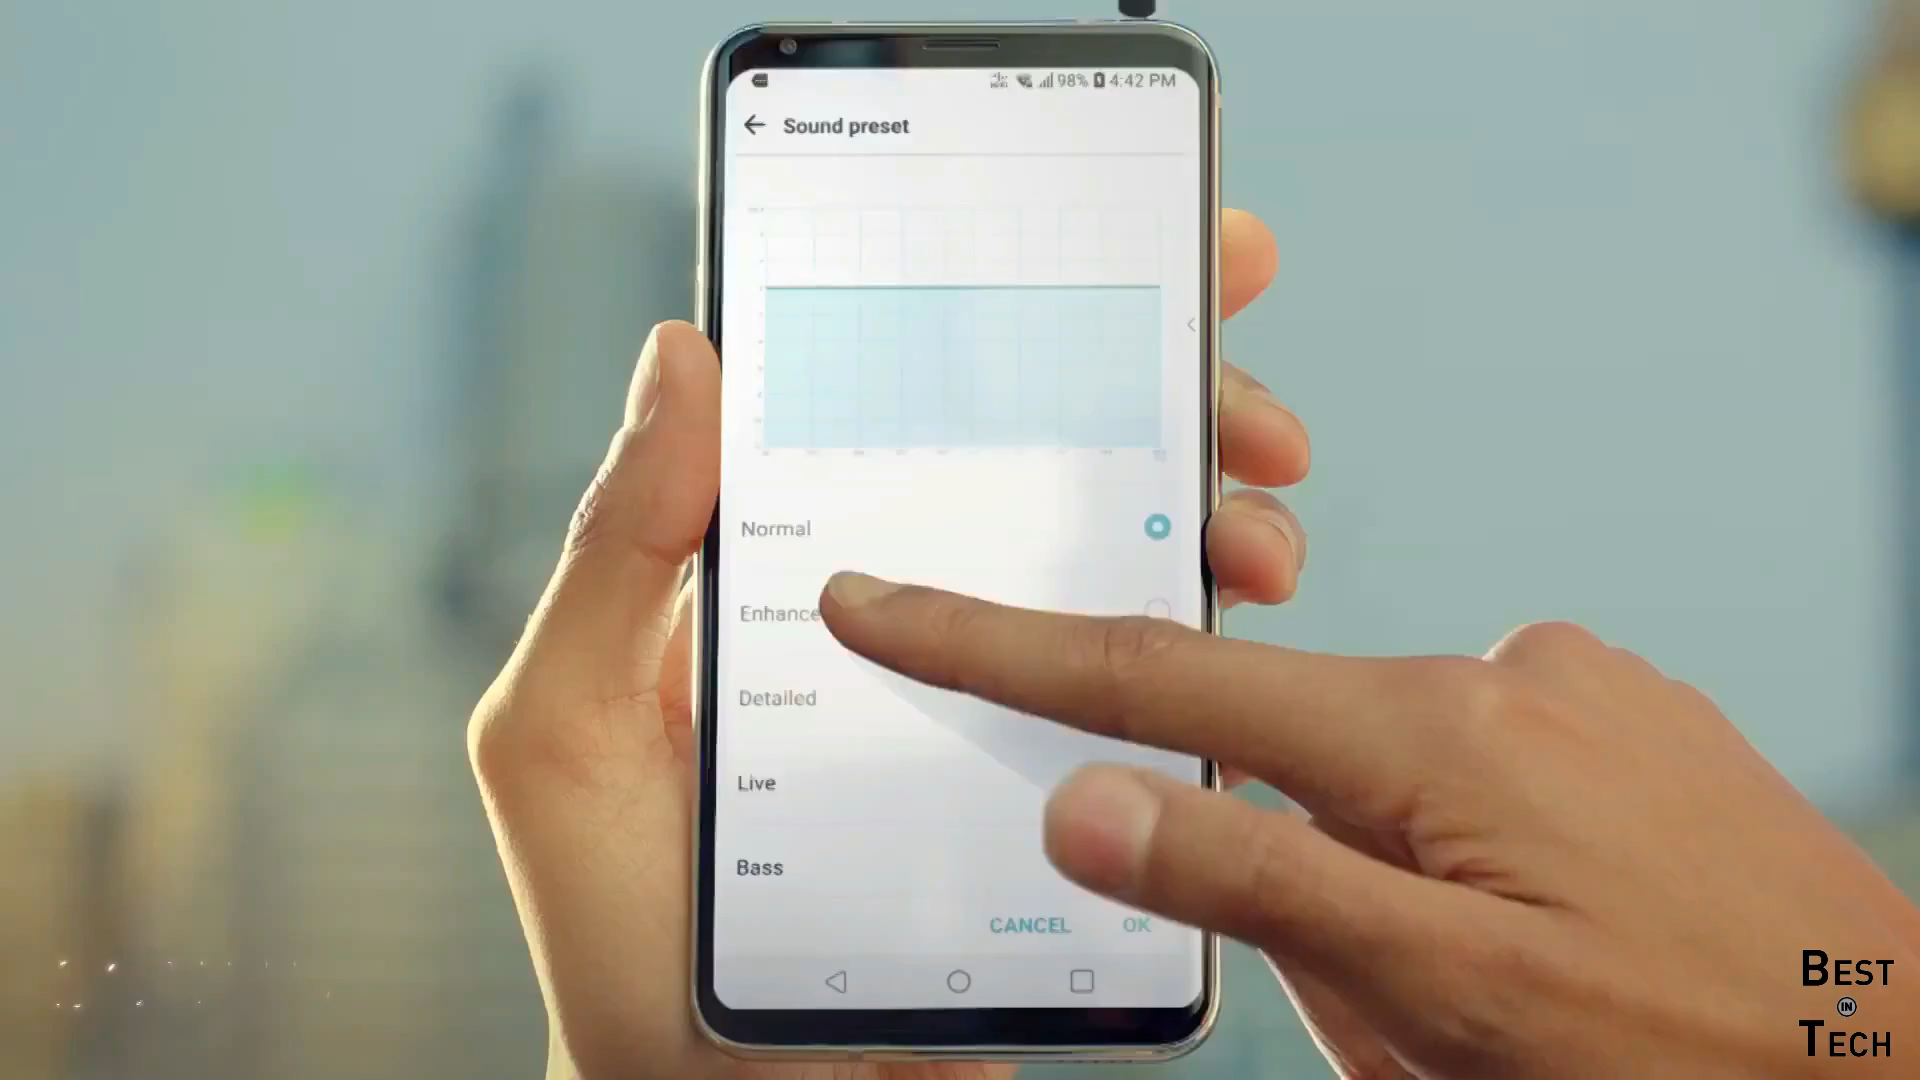 98% 4:42 PM
Sound preset
Normal
Enhance
Detailed
Live
Bass
CANCEL OK
BEST
IN
TECH